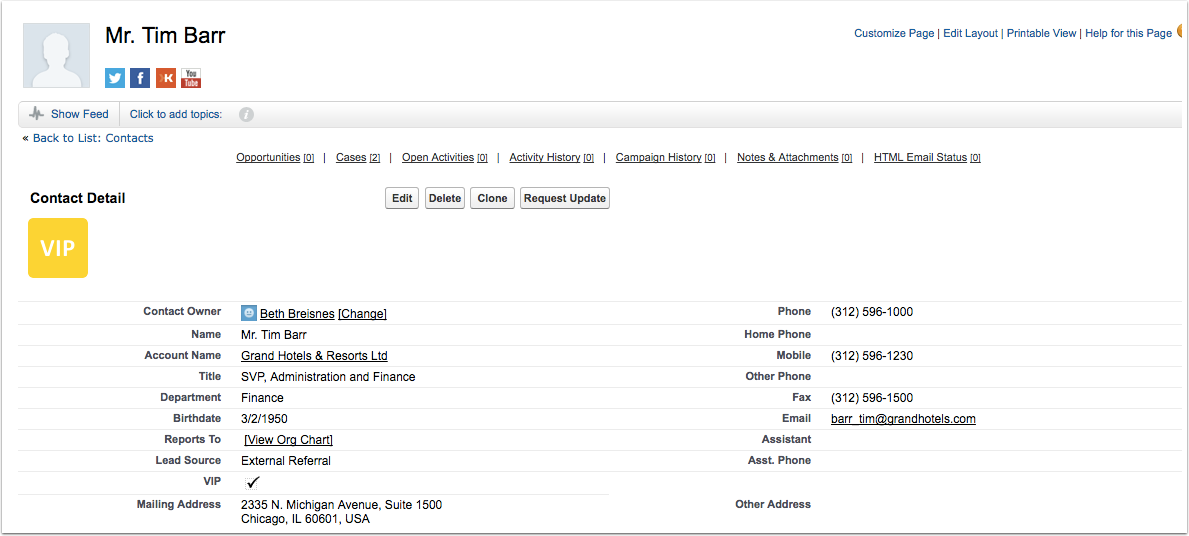 Mr. Tim Barr
Customize Page | Edit Layout | Printable View | Help for this Page
You
Tube
Show Feed Click to add topics:
« Back to List: Contacts
Opportunities [0] | Cases [2] | Open Activities [0] | Activity History [0] | Campaign History [0] | Notes & Attachments [0] | HTML Email Status [0]
Contact Detail Edit Delete Clone Request Update
VIP
Contact Owner Beth Breisnes [Change] Phone (312) 596-1000
Name Mr. Tim Barr Home Phone
Account Name Grand Hotels & Resorts Ltd Mobile (312) 596-1230
Title SVP, Administration and Finance Other Phone
Department Finance Fax (312) 596-1500
Birthdate 3/2/1950 Email barr_tim@grandhotels.com
Reports To [View Org Chart] Assistant
Lead Source External Referral Asst. Phone
VIP
Mailing Address 2335 N. Michigan Avenue, Suite 1500 Other Address
Chicago, IL 60601, USA